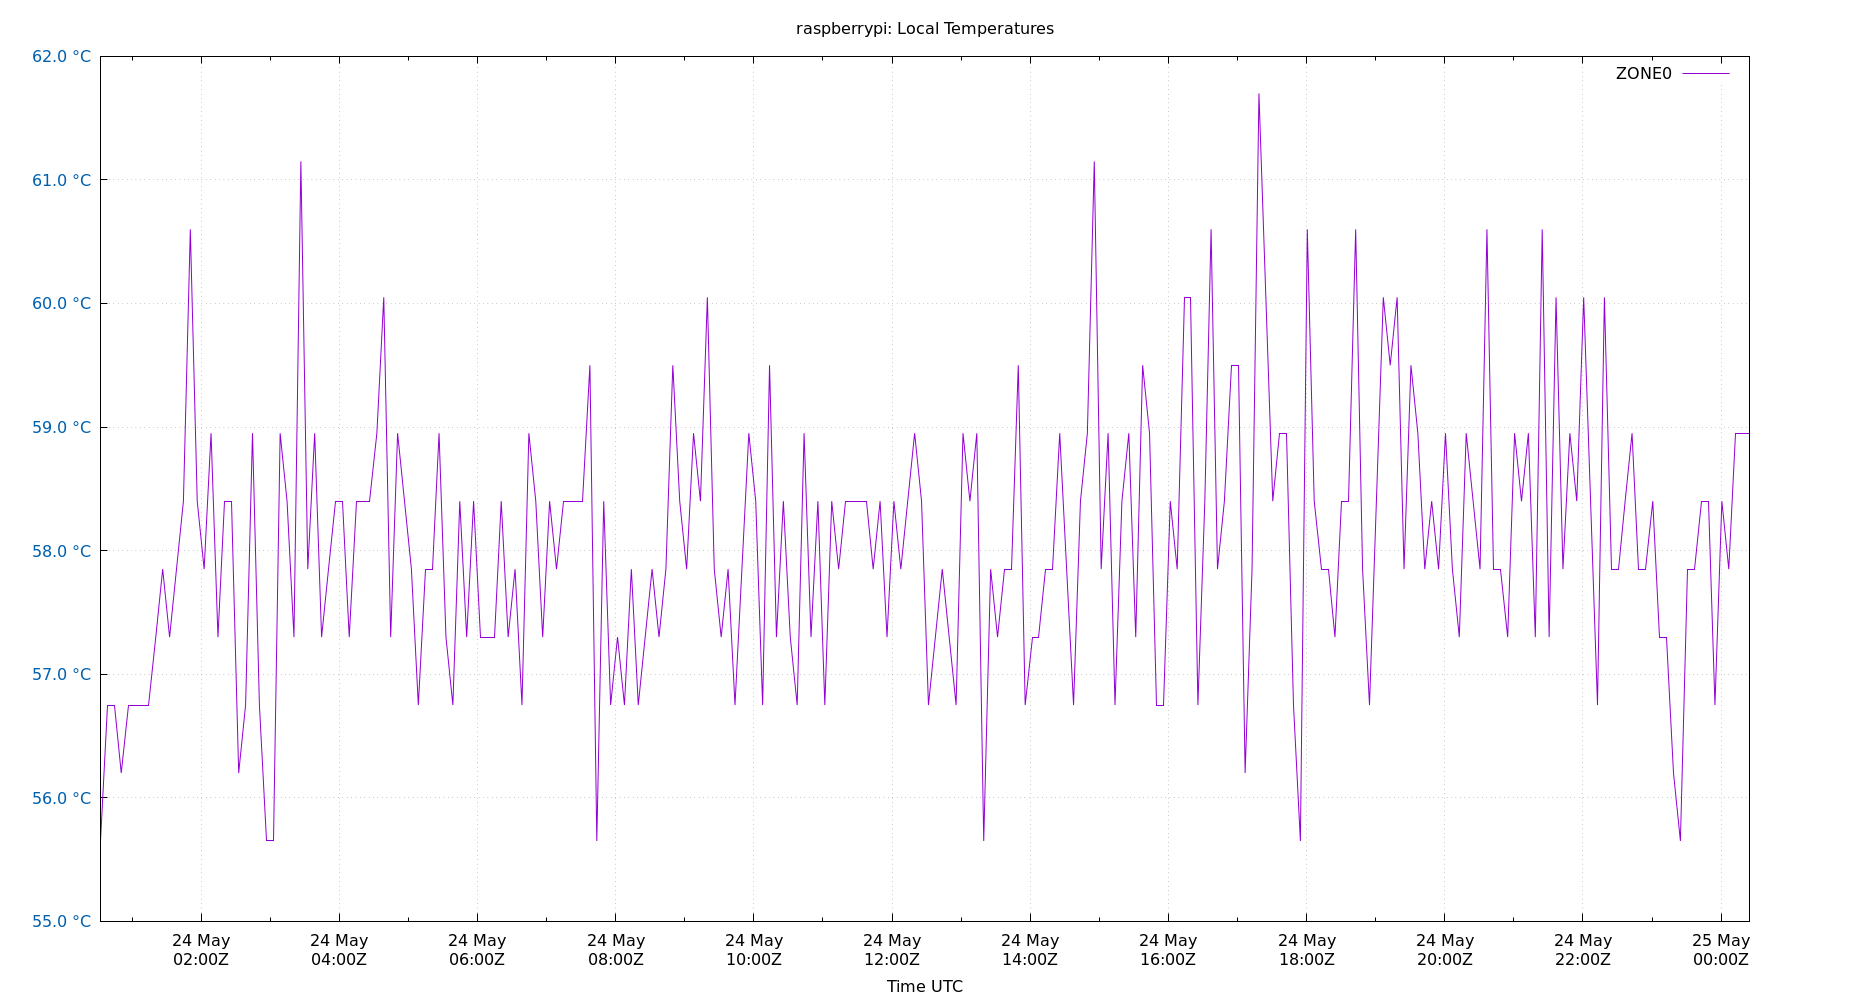 raspberrypi: Local Temperatures
62.0 °C
ZONE0
61.0 °C
60.0 °C
59.0 °C
58.0 °C
57.0 °C
56.0 °C
55.0 °C
24 May 24 May 24 May 24 May 24 May 24 May 24 May 24 May 24 May 24 May 24 May 25 May
02:00Z 04:00Z 06:00Z 08:00Z 10:00Z 12:00Z 14:00Z 16:00Z 18:00Z 20:00Z 22:00Z 00:00Z
Time UTC